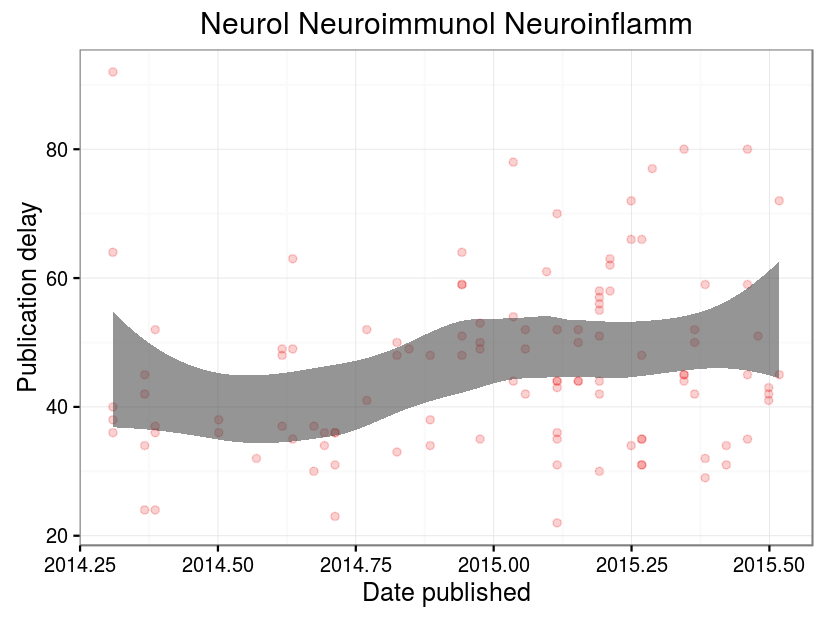 Neurol Neuroimmunol Neuroinflamm
Publication delay
80
60
40
20
2014.25 2014.50 2014.75 2015.00 2015.25 2015.50
Date published